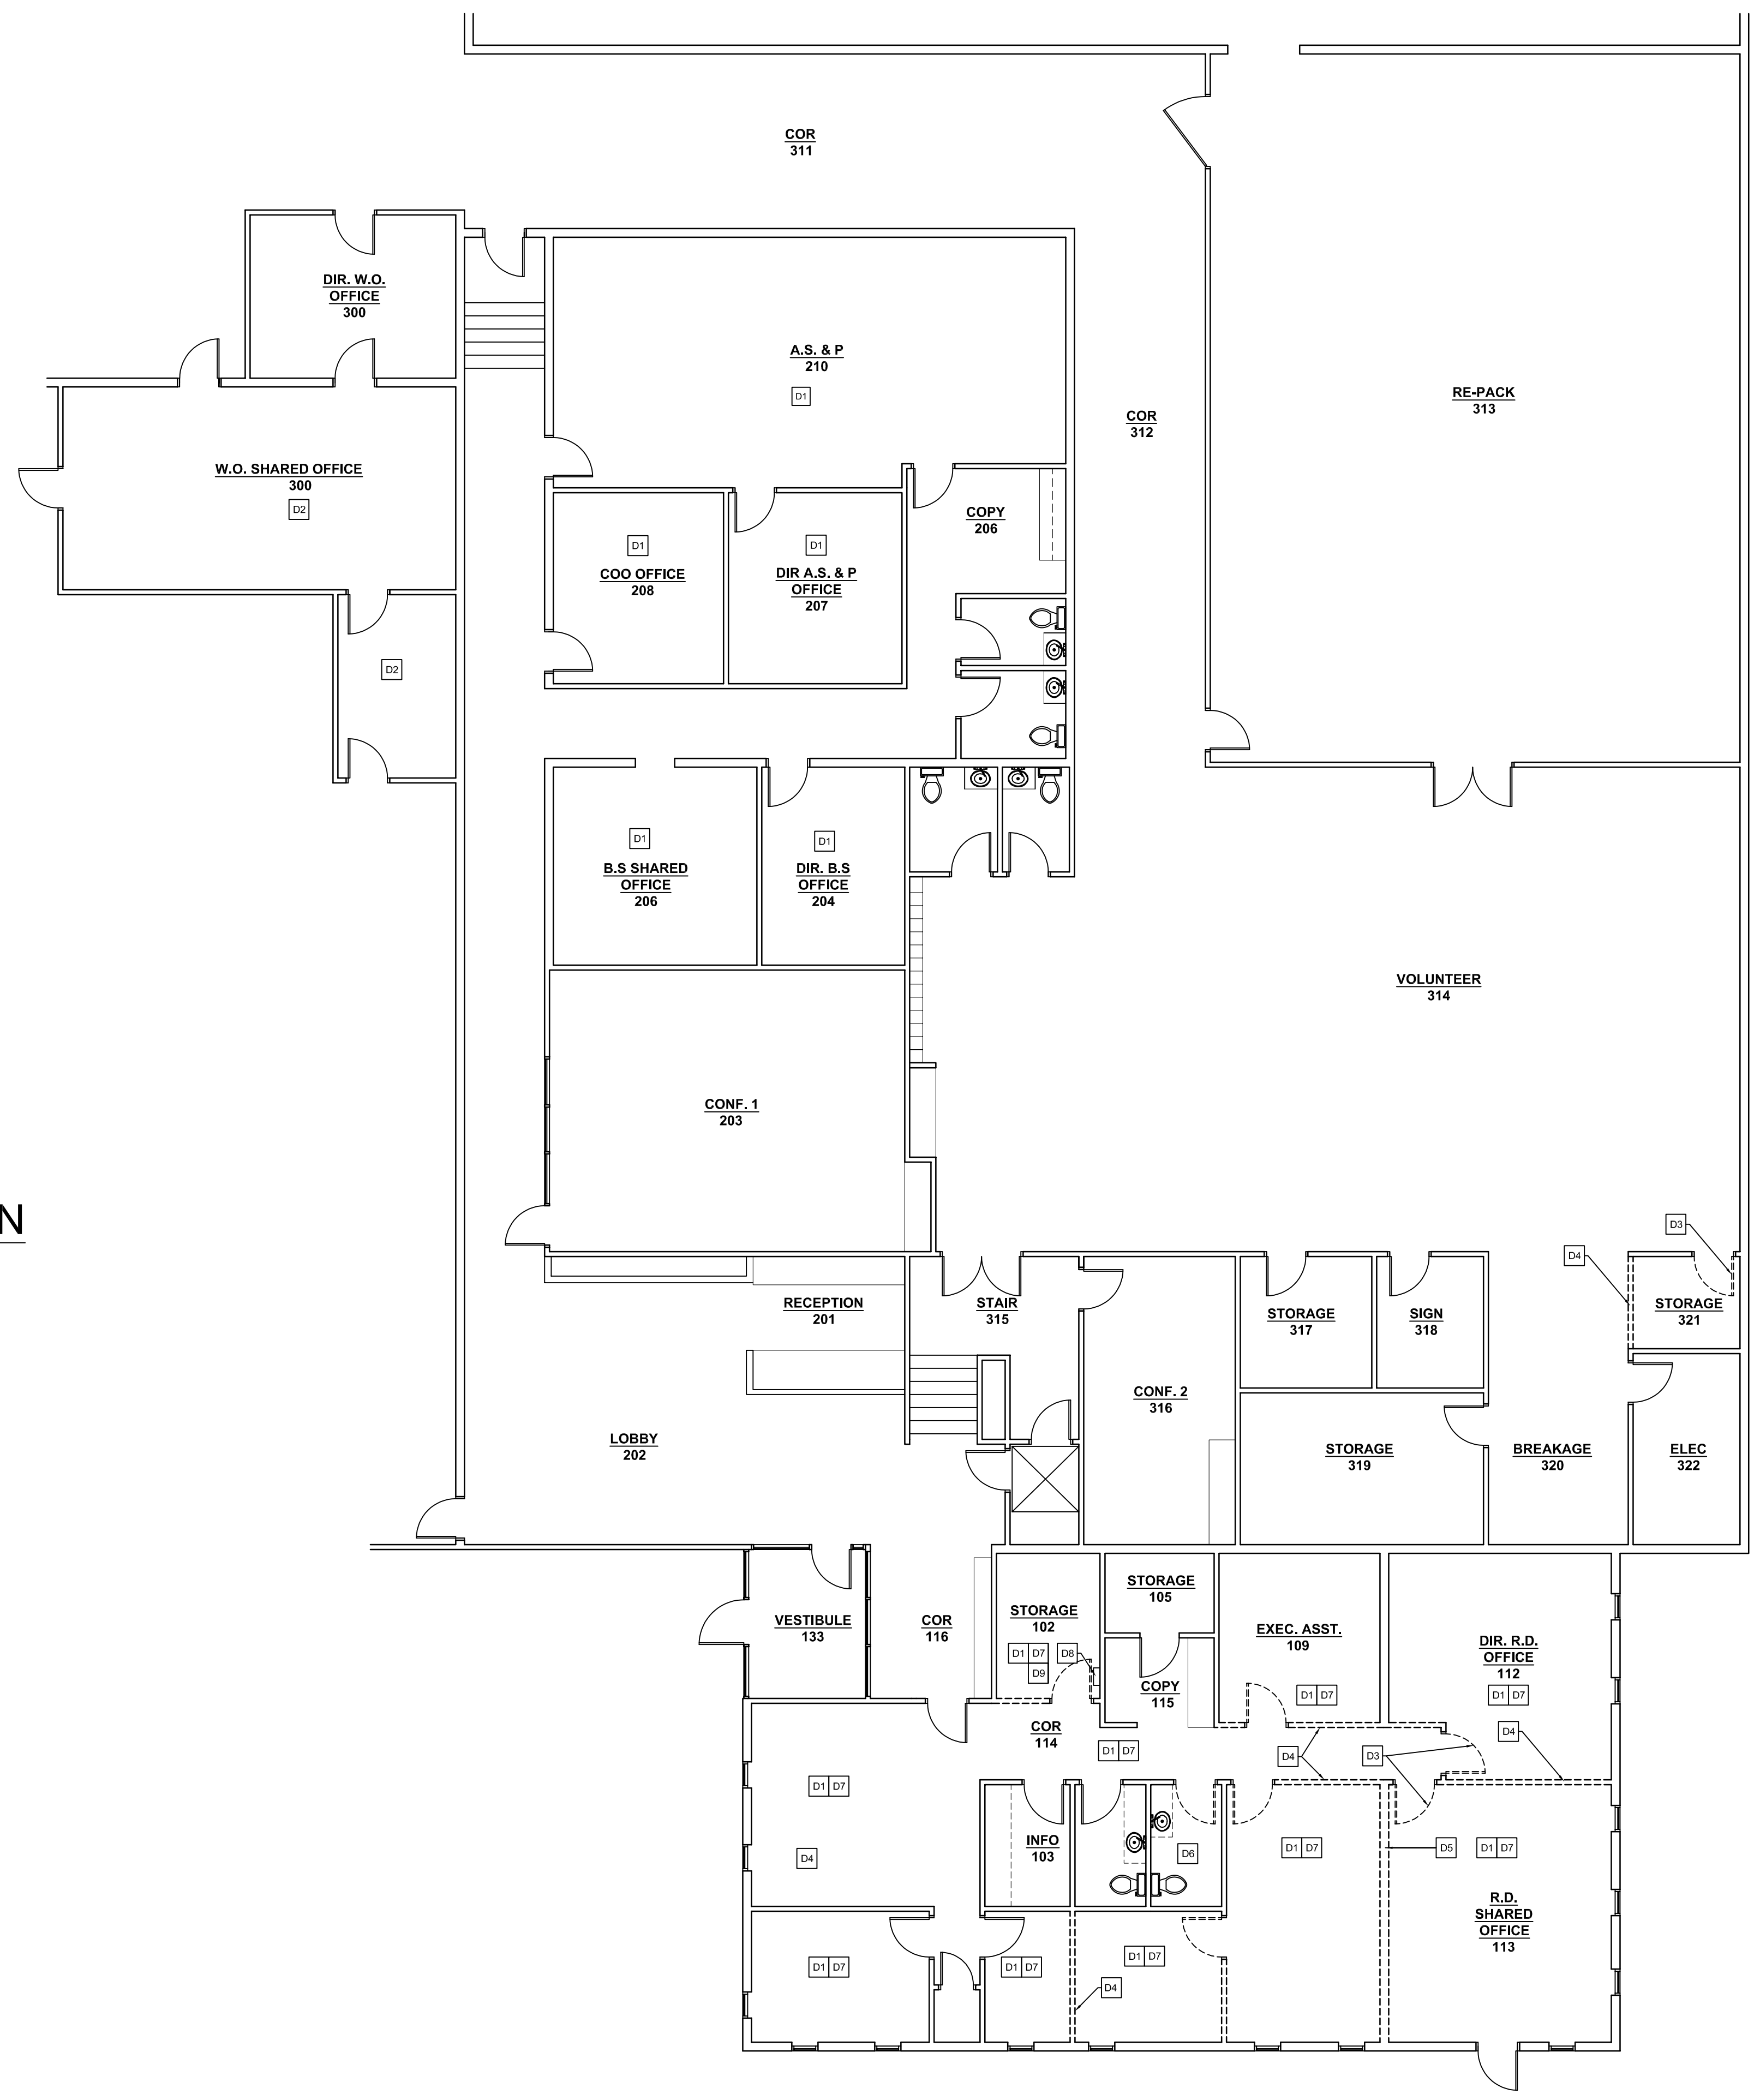 COR
311
DIR. W.O.
OFFICE
300
A.S. & P
210
D1
RE-PACK
313
COR
312
W.O. SHARED OFFICE
300
D2
COPY
206
D1
COO OFFICE
208
D1
DIR A.S. & P
OFFICE
207
D2
D1
B.S SHARED
OFFICE
206
D1
DIR. B.S
OFFICE
204
VOLUNTEER
314
CONF. 1
203
N
D3
D4
RECEPTION
201
STAIR
315
STORAGE
317
SIGN
318
STORAGE
321
CONF. 2
316
LOBBY
202
STORAGE
319
BREAKAGE
320
ELEC
322
STORAGE
105
VESTIBULE
133
COR
116
STORAGE
102
D1 D7 D8
D9
EXEC. ASST.
109
D1 D7
DIR. R.D.
OFFICE
112
D1 D7
COPY
115
COR
114
D1 D7
D4
D3
D4
D1 D7
D4
INFO
103
D6
D1 D7
D5
D1 D7
R.D.
SHARED
OFFICE
113
D1 D7
D1 D7
D1 D7
D4